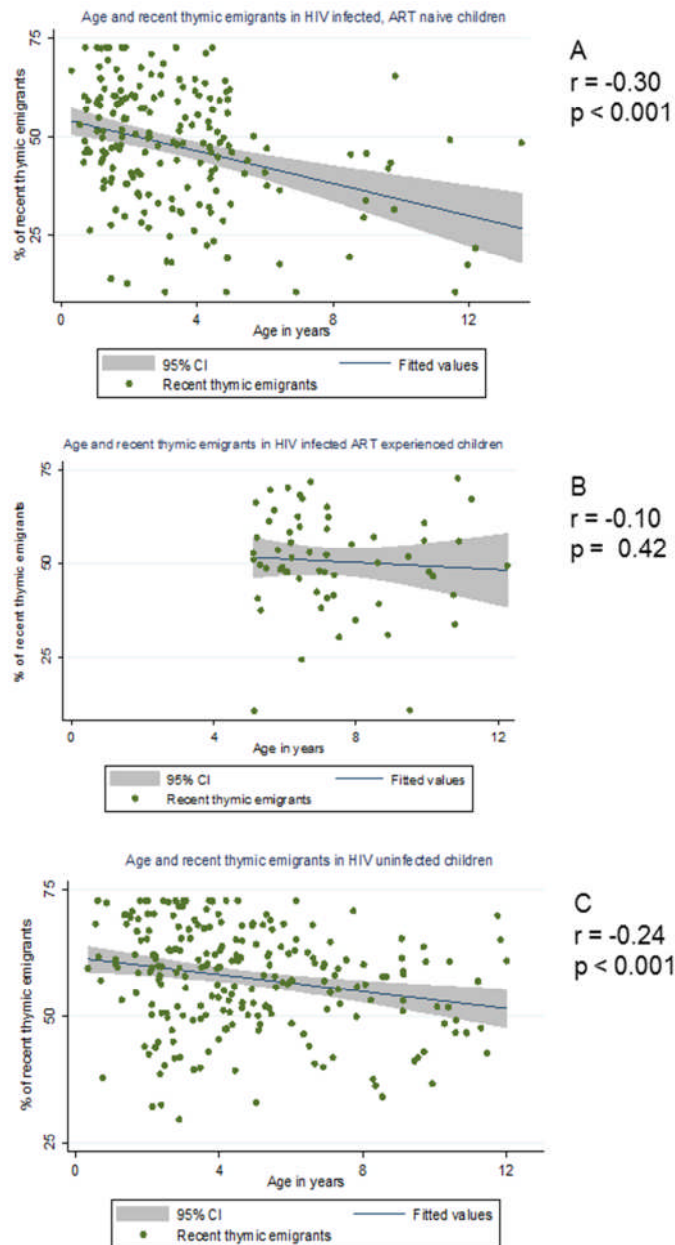 Age and recent thymic emigrants in HIV infected, ART naive children
A
r = -0.30
p < 0.001
% of recent thymic emigrants
75
50
25
0 4 8 12
Age in years
95% CI Fitted values
Recent thymic emigrants
Age and recent thymic emigrants in HIV infected ART experienced children
B
r = -0.10
p = 0.42
% of recent thymic emigrants
75
50
25
0 4 8 12
Age in years
95% CI Fitted values
Recent thymic emigrants
Age and recent thymic emigrants in HIV uninfected children
C
r = -0.24
p < 0.001
% of recent thymic emigrants
75
50
25
0 4 8 12
Age in years
95% CI Fitted values
Recent thymic emigrants